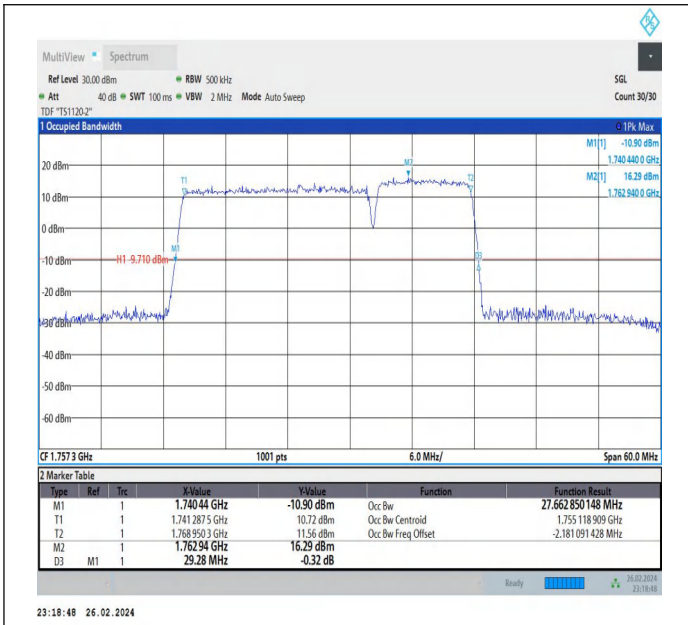 R S
MultiView Spectrum
Ref Level 30.00 dBm RBW 500 kHz SGL
Att 40 dB SWT 100 ms VBW 2 MHz Mode Auto Sweep Count 30/30
TDF "TS1120-2"
1 Occupied Bandwidth 1Pk Max
M1[1] -10.90 dBm
1.740 440 0 GHz
M2[1] 16.29 dBm
1.762 940 0 GHz
20 dBm
M2
T1
T2
10 dBm
0 dBm
M1
D3
-10 dBm
H1 -9.710 dBm
-20 dBm
-30 dBm
-40 dBm
-50 dBm
-60 dBm
CF 1.757 3 GHz 1001 pts 6.0 MHz/ Span 60.0 MHz
2 Marker Table
Type Ref Trc X-Value Y-Value Function Function Result
M1 1 1.740 44 GHz -10.90 dBm Occ Bw 27.662 850 148 MHz
T1 1 1.741 287 5 GHz 10.72 dBm Occ Bw Centroid 1.755 118 909 GHz
T2 1 1.768 950 3 GHz 11.56 dBm Occ Bw Freq Offset -2.181 091 428 MHz
M2 1 1.762 94 GHz 16.29 dBm
D3 M1 1 29.28 MHz -0.32 dB
Ready 26.02.2024
23:18:48
23:18:48 26.02.2024